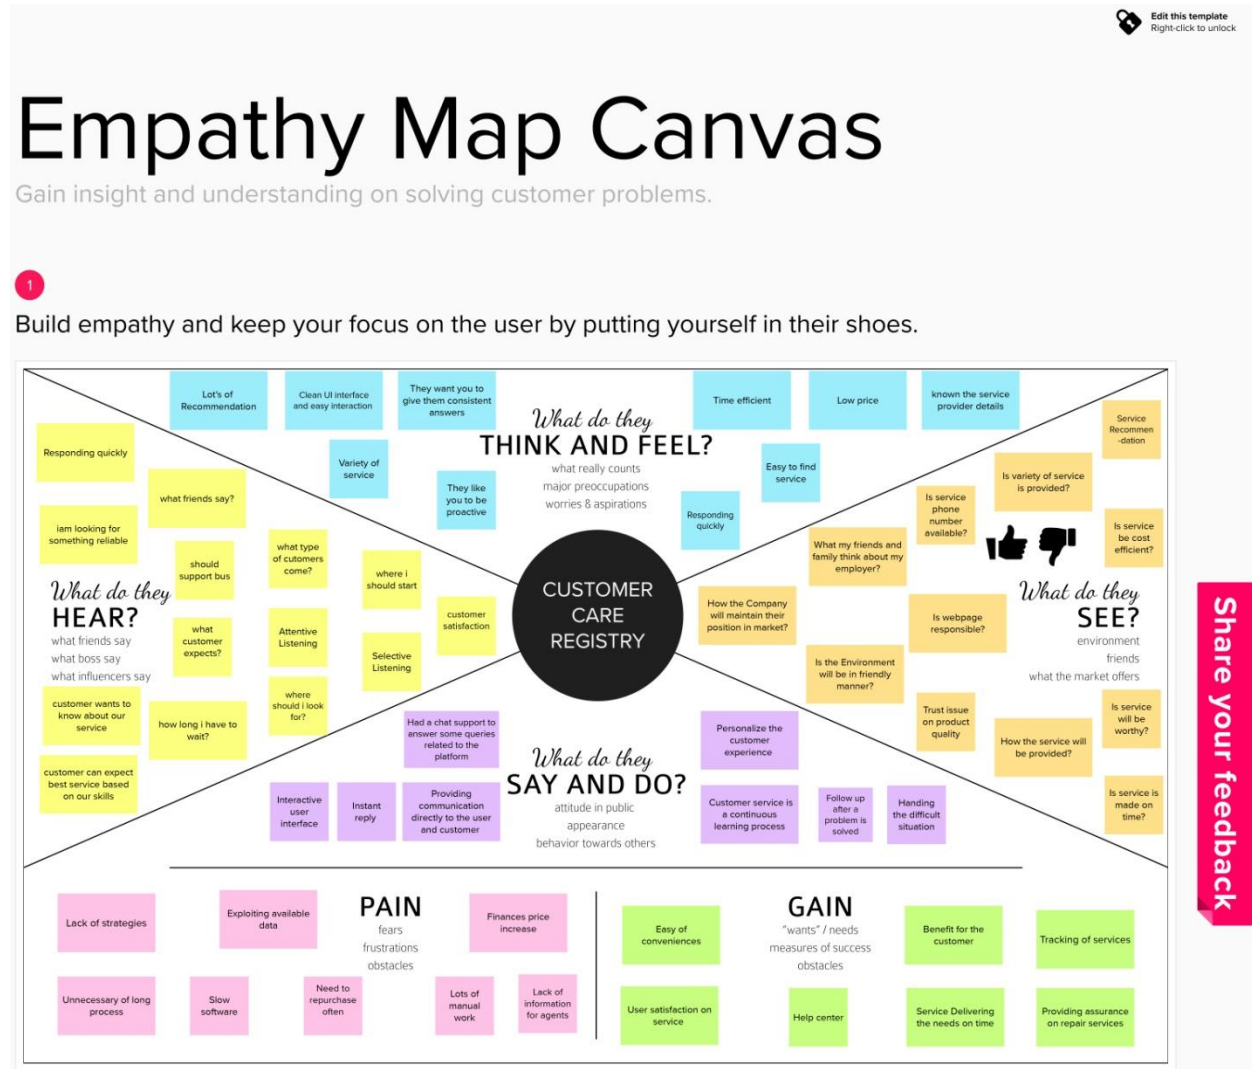 Edit this template
Right-click to unlock
Empathy Map Canvas
Gain insight and understanding on solving customer problems.
1
Build empathy and keep your focus on the user by putting yourself in their shoes.
Lot's of
Recommendation
Clean UI interface
and easy interaction
They want you to
give them consistent
answers
Variety of
service
They like
you to be
proactive
What do they
THINK AND FEEL?
what really counts
major preoccupations
worries & aspirations
Time efficient
Low price
known the service
provider details
Easy to find
service
Responding
quickly
Responding quickly
what friends say?
iam looking for
something reliable
should
support bus
what type
of cutomers
come?
where i
should start
What do they
HEAR?
what friends say
what boss say
what influencers say
what
customer
expects?
Attentive
Listening
customer
satisfaction
Selective
Listening
customer wants to
know about our
service
how long i have to
wait?
where
should i look
for?
customer can expect
best service based
on our skills
CUSTOMER
CARE
REGISTRY
Service
Recommen
-dation
Is variety of service
is provided?
Is service
phone
number
available?
Is service
be cost
efficient?
What my friends and
family think about my
employer?
How the Company
will maintain their
position in market?
Is webpage
responsible?
What do they
SEE?
environment
friends
what the market offers
Is the Environment
will be in friendly
manner?
Trust issue
on product
quality
How the service will
be provided?
Is service
will be
worthy?
Is service is
made on
time?
Had a chat support to
answer some queries
related to the
platform
Interactive
user
interface
Instant
reply
Providing
communication
directly to the user
and customer
What do they
SAY AND DO?
attitude in public
appearance
behavior towards others
Personalize the
customer
experience
Customer service is
a continuous
learning process
Follow up
after a
problem is
solved
Handing
the difficult
situation
PAIN
fears
frustrations
obstacles
Lack of strategies
Exploiting available
data
Finances price
increase
Unnecessary of long
process
Slow
software
Need to
repurchase
often
Lots of
manual
work
Lack of
information
for agents
GAIN
"wants" / needs
measures of success
obstacles
Easy of
conveniences
Benefit for the
customer
Tracking of services
User satisfaction on
service
Help center
Service Delivering
the needs on time
Providing assurance
on repair services
Share your feedback